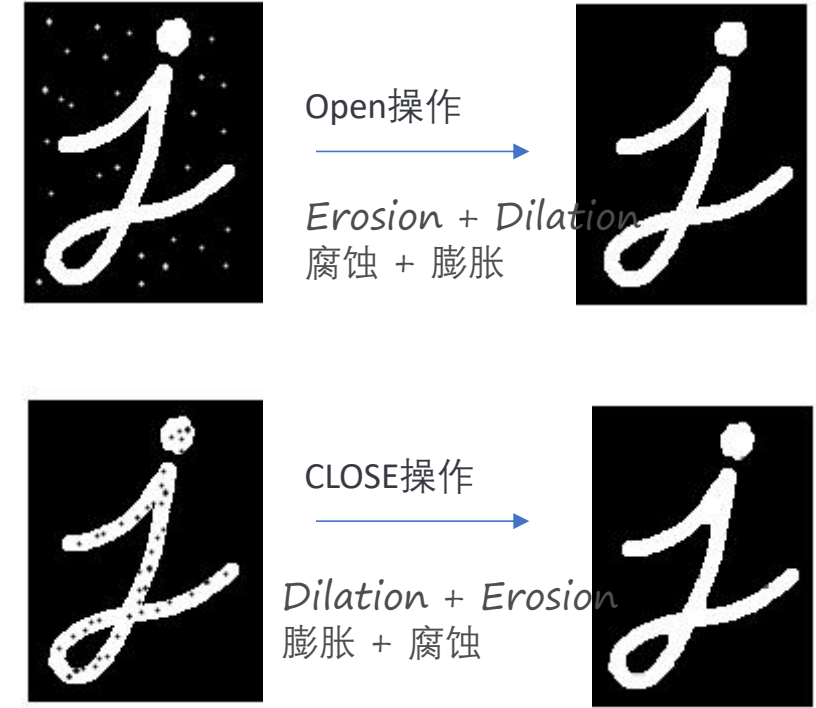 Open操作
Erosion + Dilation
腐蚀 + 膨胀
CLOSE操作
Dilation + Erosion
膨胀 + 腐蚀